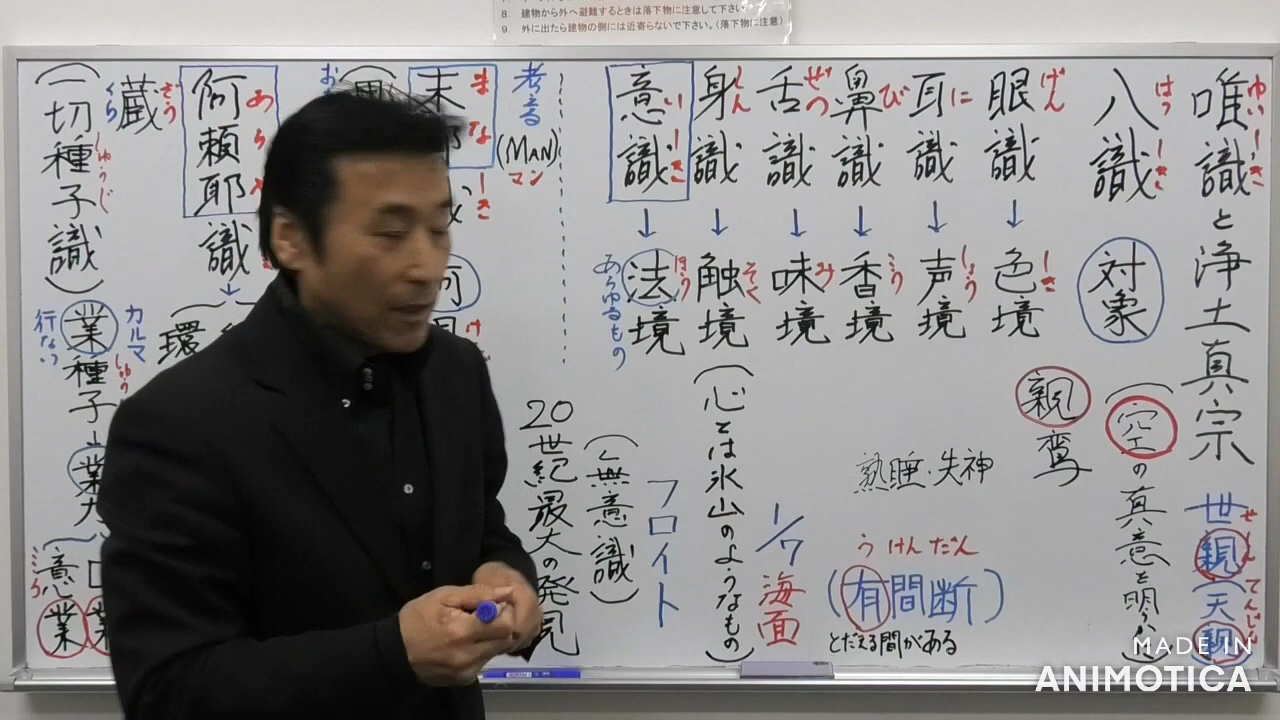 8. 建物から外へ避難するときは落下物に注意して下さい
9 外に出たら建物の側には近寄らないで下さい。(落下物に注意)
唯識と浄土真宗
ゆいしき
世親(天親
せしん てんじん
八識
はっしき
対象
(空の真意を明らか)
親鸞
眼識
げん
↓
色境
しき
耳識
に
↓
声境
しょう
鼻識
び
↓
香境
こう
舌識
ぜつ
↓
味境
み
身識
しん
↓
触境
そく
意識
いしき
↓
法境
ほう
あらゆるもの
熟睡・失神
うけんだん
(有間断)
とだえる間がある
1/7海面
(心とは氷山のようなもの)
フロイト
(無意識)
20世紀最大の発見
考える
(MAN)
マン
末
まな
しき
何
阿頼耶識
あらや
↓
環
蔵
ぞう
くら
(一切種子識)
しゅうじ
カルマ
業種子→業力
しゅう
行ない
意業
こころ
MADE IN
ANIMOTICA